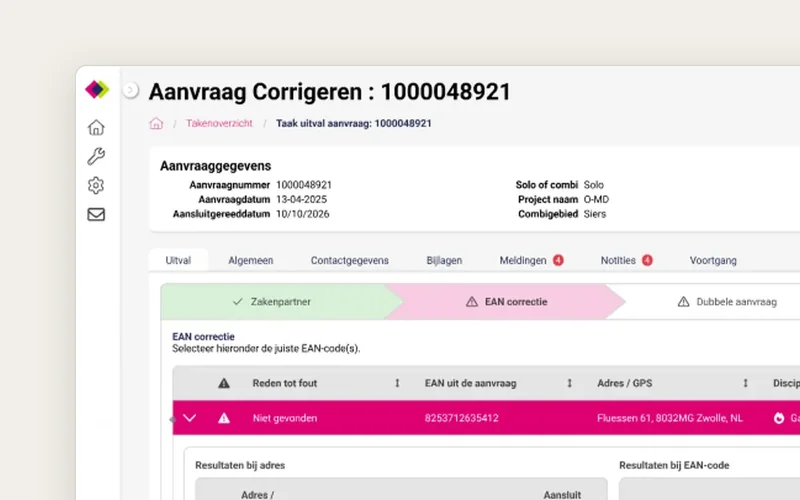 Aanvraag Corrigeren : 1000048921
/ Takenoverzicht / Taak uitval aanvraag: 1000048921
Aanvraaggegevens
Aanvraagnummer 1000048921 Solo of combi Solo
Aanvraagdatum 13-04-2025 Project naam O-MD
Aansluitgereeddatum 10/10/2026 Combigebied Siers
Uitval Algemeen Contactgegevens Bijlagen Meldingen 4 Notities 4 Voortgang
Zakenpartner EAN correctie Dubbele aanvraag
EAN correctie
Selecteer hieronder de juiste EAN-code(s).
Reden tot fout EAN uit de aanvraag Adres / GPS Discip
Niet gevonden 8253712635412 Fluessen 61, 8032MG Zwolle, NL Ga
Resultaten bij adres Resultaten bij EAN-code
Adres / Aansluit